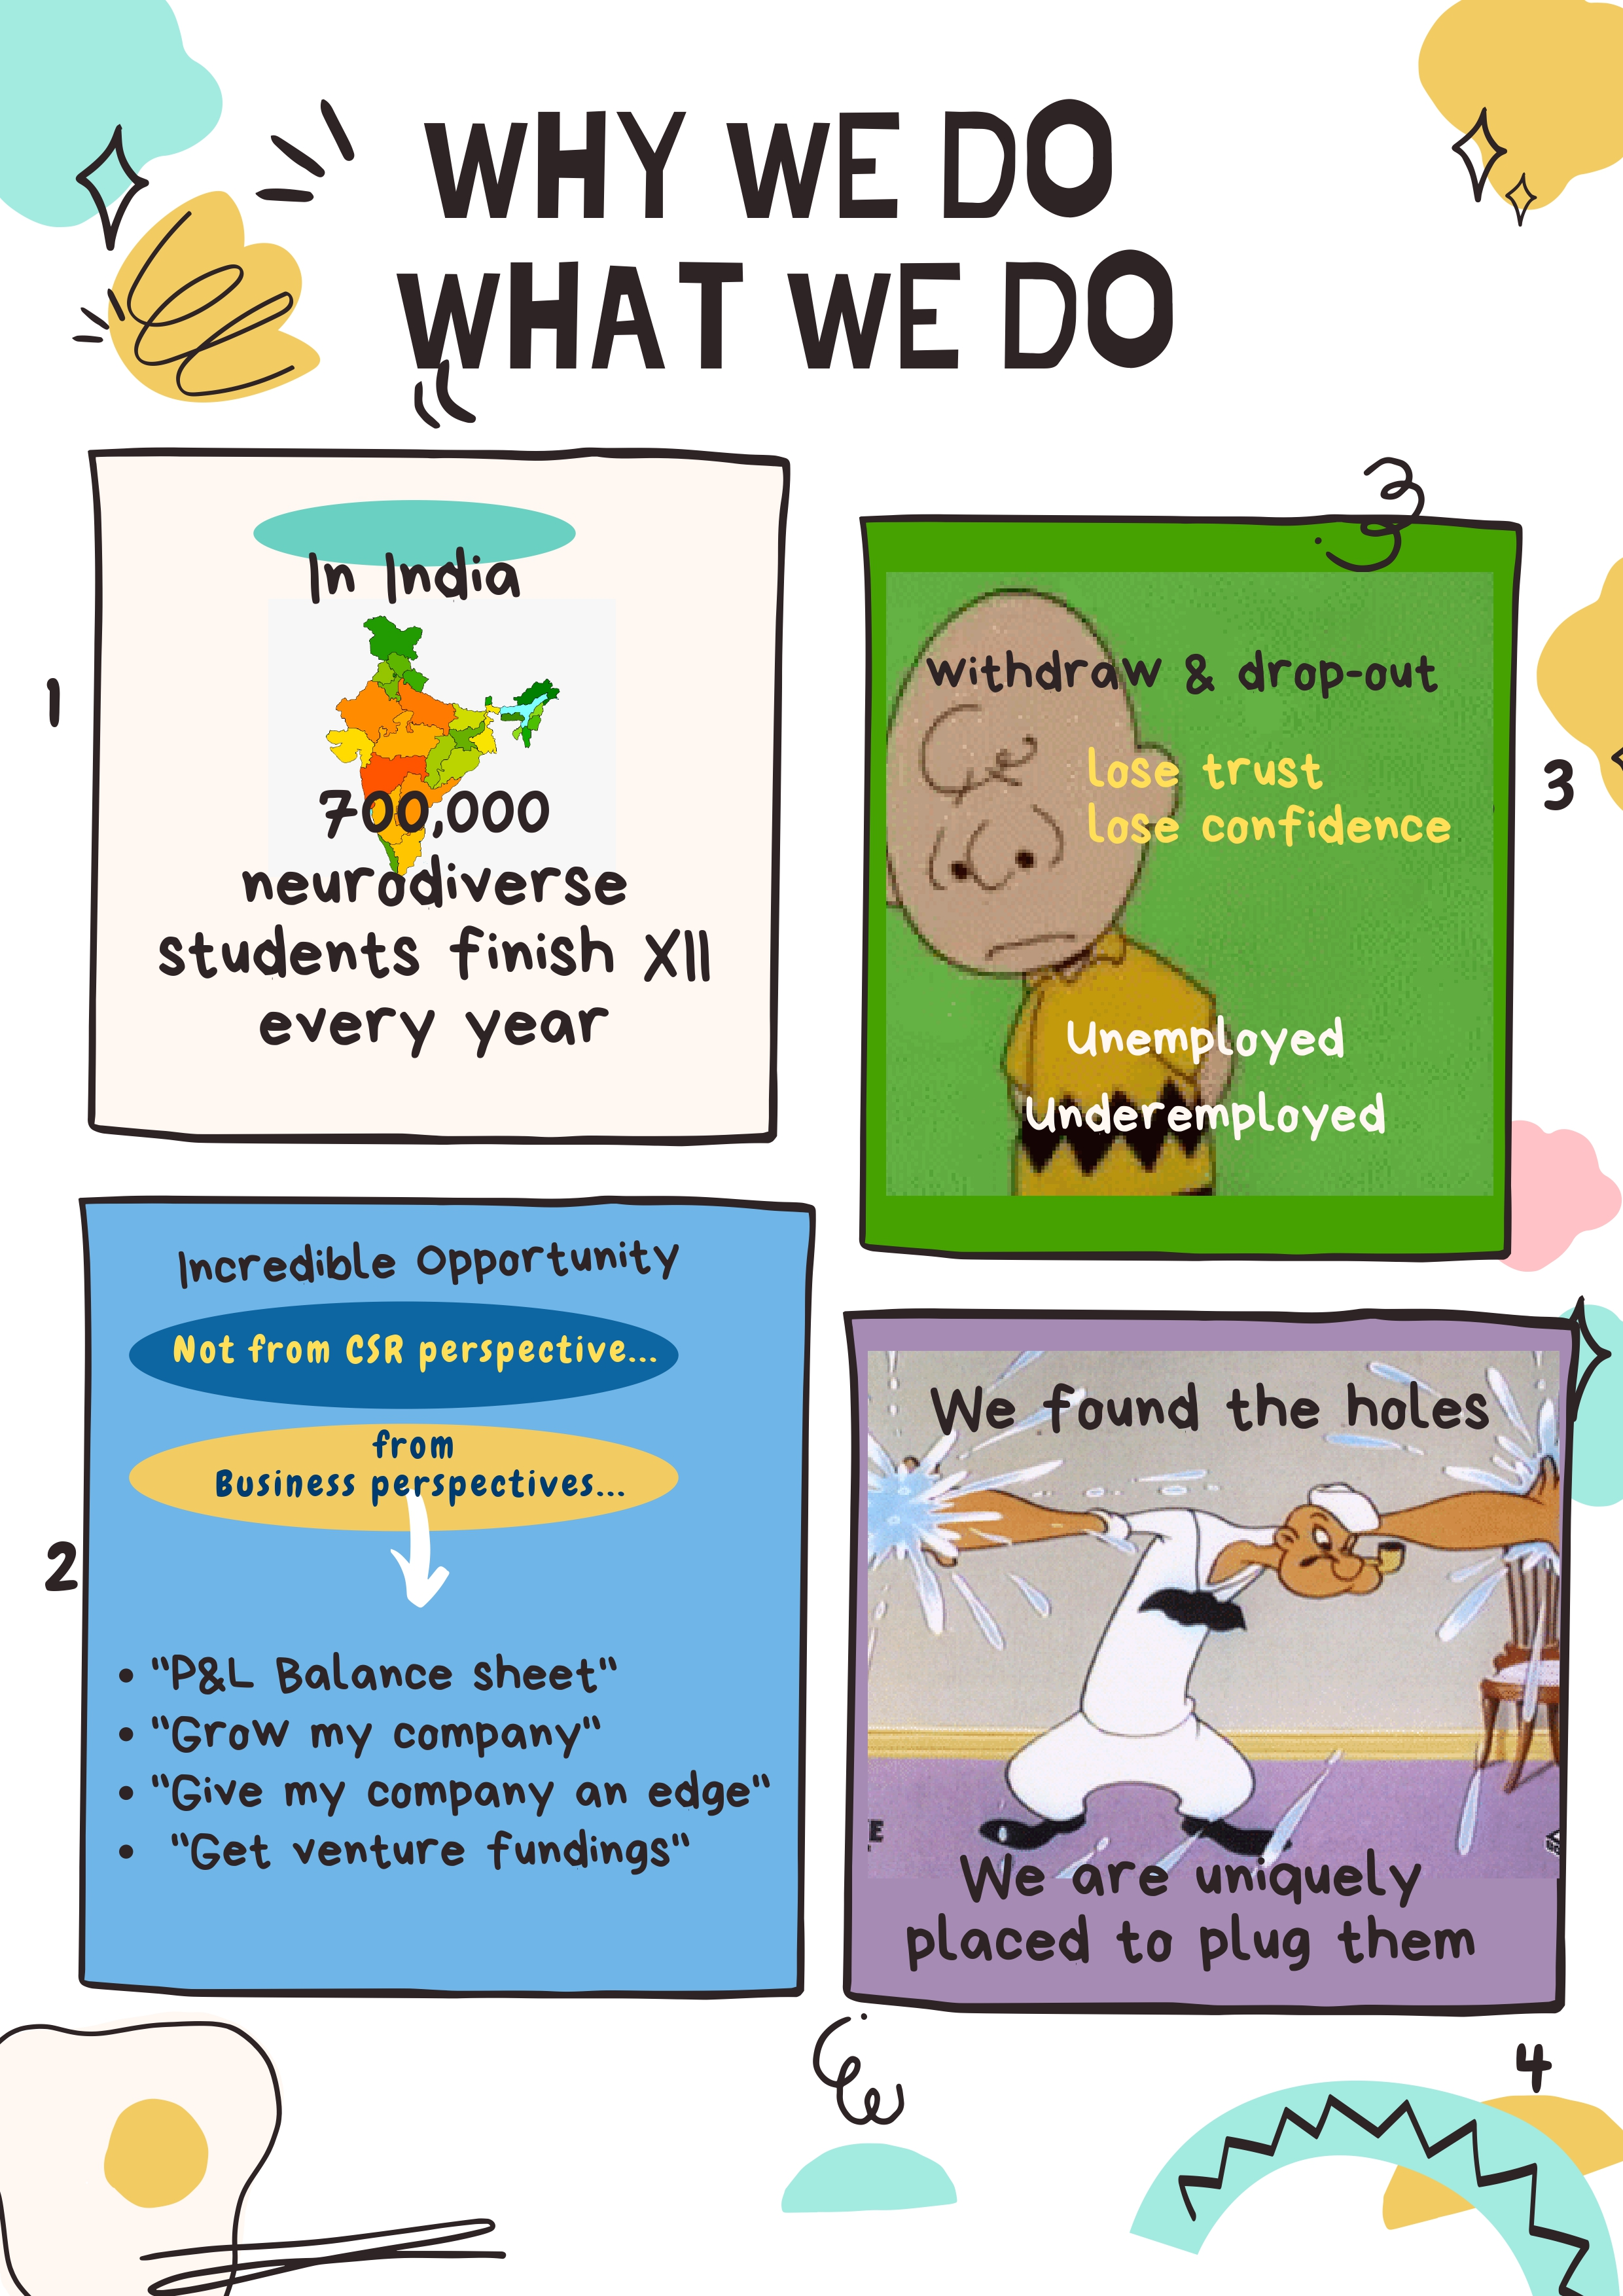 WHY WE DO
WHAT WE DO
1
In India
700,000
neurodiverse
students finish XII
every year
2
Incredible Opportunity
Not from CSR perspective...
from
Business perspectives...
• "P&L Balance sheet"
• "Grow my company"
• "Give my company an edge"
• "Get venture fundings"
3
withdraw & drop-out
lose trust
lose confidence
Unemployed
Underemployed
We found the holes
E
We are uniquely
placed to plug them
4